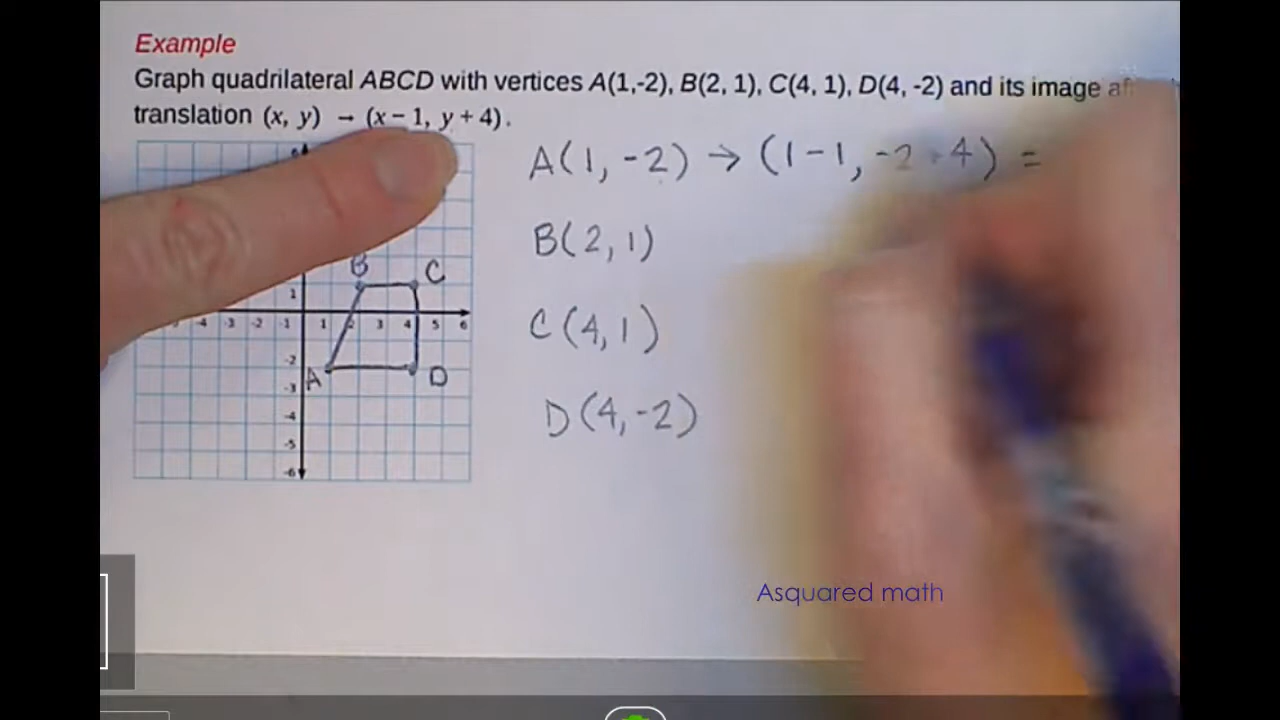 Example
Graph quadrilateral ABCD with vertices A(1,-2), B(2, 1), C(4, 1), D(4, -2) and its image
translation (x, y) → (x − 1, y + 4).
A(1, -2) → (1-1, -2+4) =
B(2, 1)
C(4, 1)
D(4, -2)
B C
1
-4 -3 -2 -1 1 2 3 4 5 6
-2
A D
-3
-4
-5
-6
Asquared math